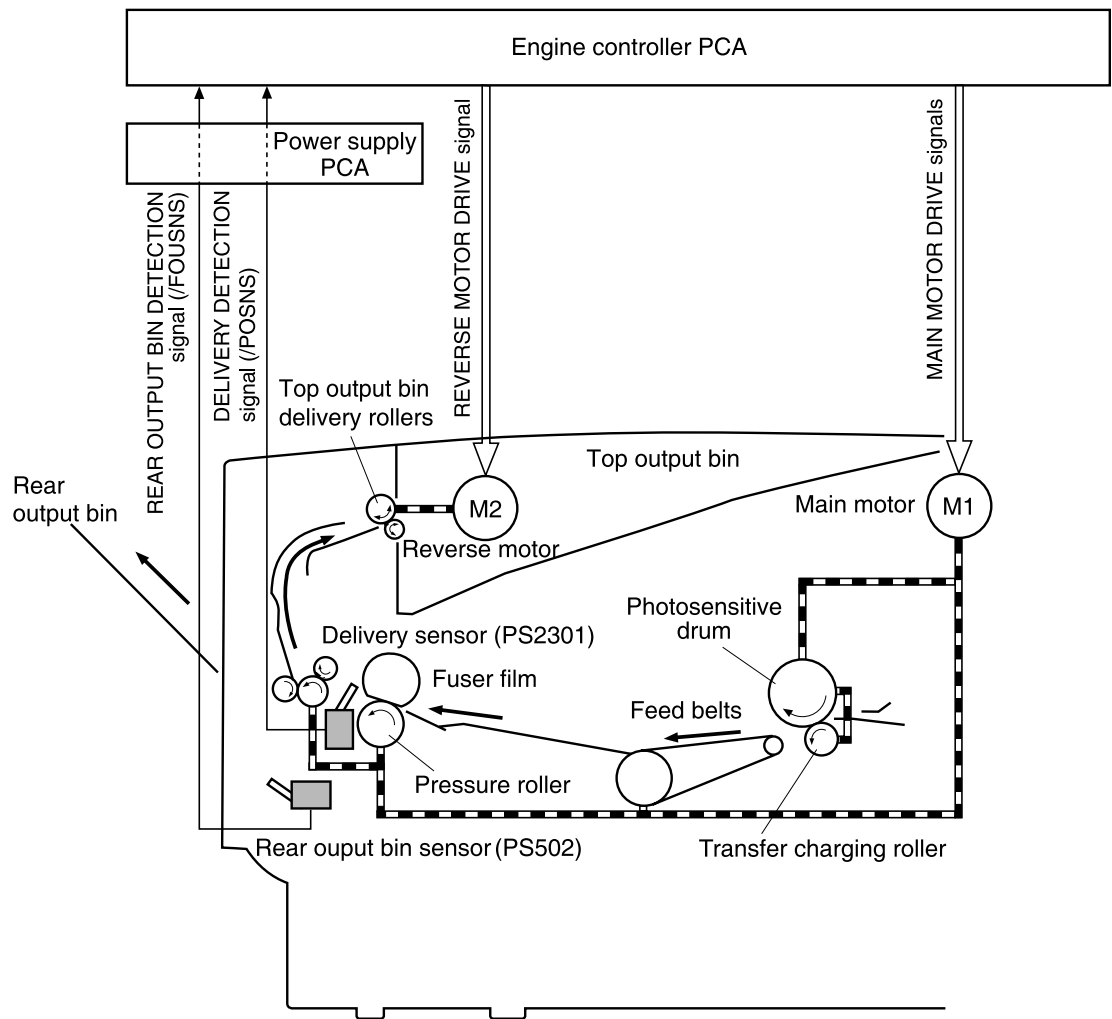 Engine controller PCA
Power supply
PCA
REAR OUTPUT BIN DETECTION
signal (/FOUSNS)
DELIVERY DETECTION
signal (/POSNS)
REVERSE MOTOR DRIVE signal
MAIN MOTOR DRIVE signals
Top output bin
delivery rollers
Top output bin
Rear
output bin
M2
Main motor
M1
Reverse motor
Photosensitive
drum
Delivery sensor (PS2301)
Fuser film
Feed belts
Pressure roller
Rear ouput bin sensor (PS502)
Transfer charging roller